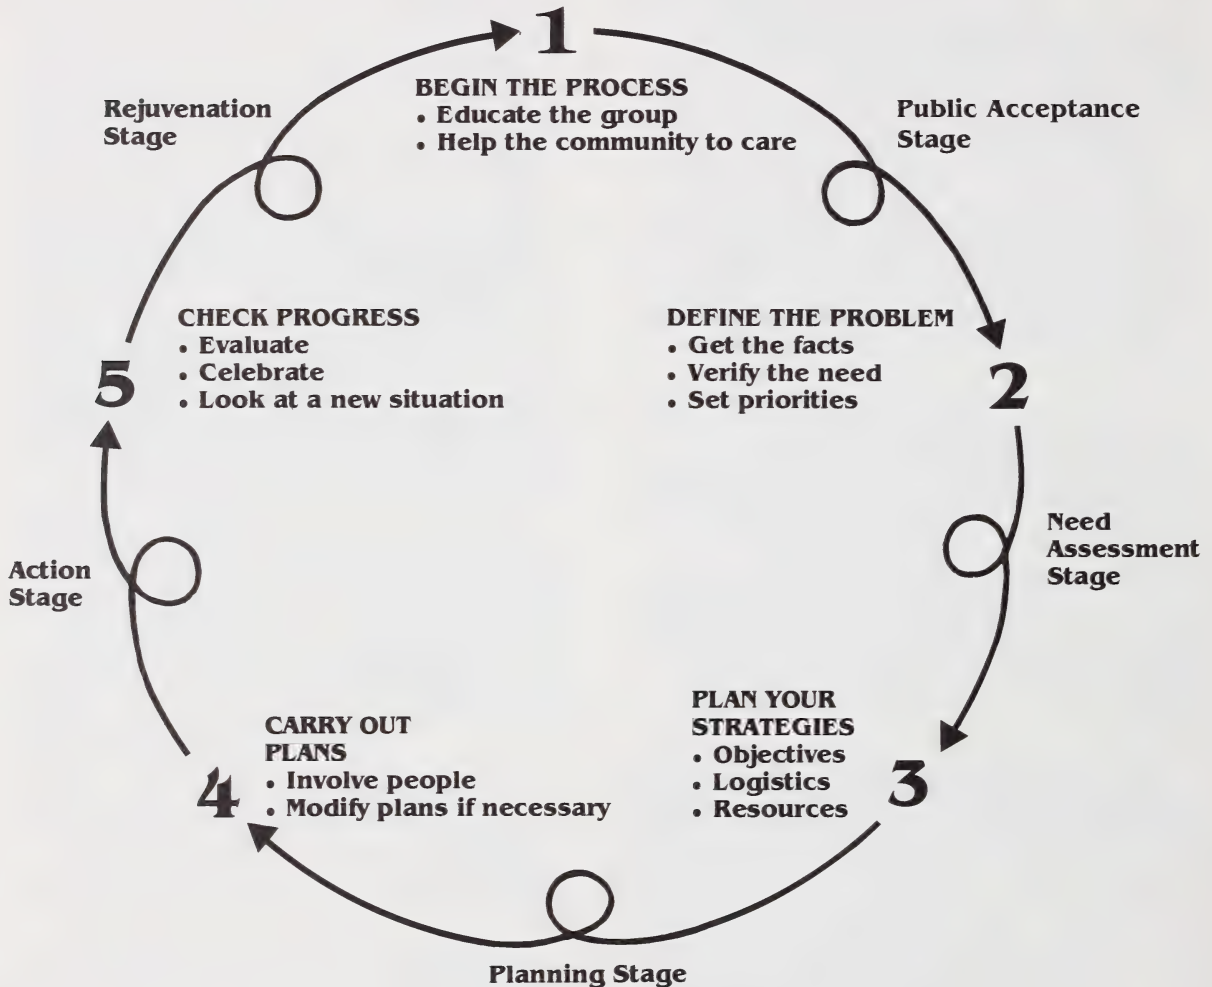 1
BEGIN THE PROCESS
• Educate the group
• Help the community to care
Public Acceptance
Stage
2
DEFINE THE PROBLEM
• Get the facts
• Verify the need
• Set priorities
Need
Assessment
Stage
3
PLAN YOUR
STRATEGIES
• Objectives
• Logistics
• Resources
Planning Stage
4
CARRY OUT
PLANS
• Involve people
• Modify plans if necessary
Action
Stage
5
CHECK PROGRESS
• Evaluate
• Celebrate
• Look at a new situation
Rejuvenation
Stage